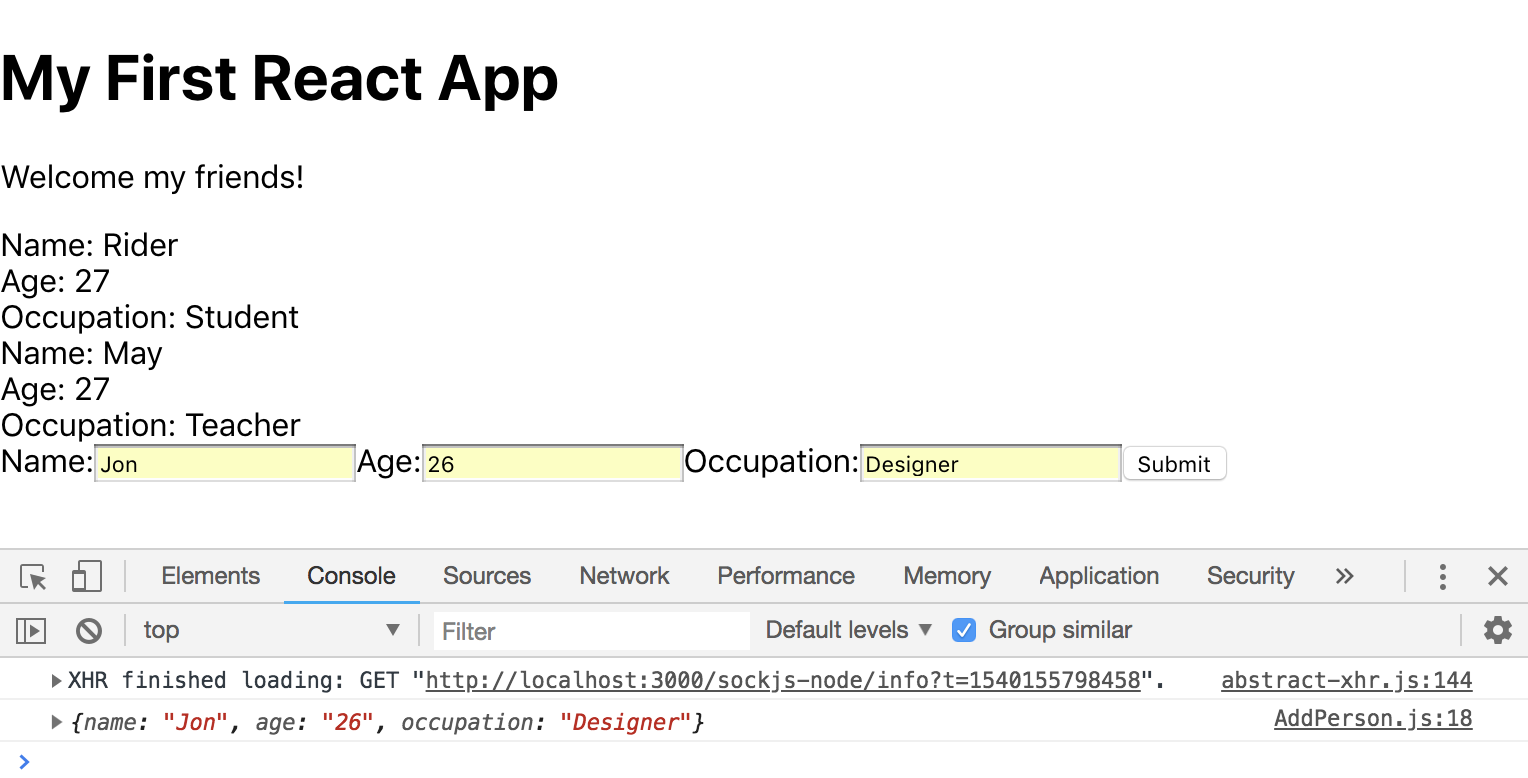 My First React App
Welcome my friends!
Name: Rider
Age: 27
Occupation: Student
Name: May
Age: 27
Occupation: Teacher
Name: Jon Age: 26 Occupation: Designer Submit
Elements Console Sources Network Performance Memory Application Security »
top ▼ Filter Default levels ▼ Group similar
XHR finished loading: GET "http://localhost:3000/sockjs-node/info?t=1540155798458". abstract-xhr.js:144
{name: "Jon", age: "26", occupation: "Designer"} AddPerson.js:18